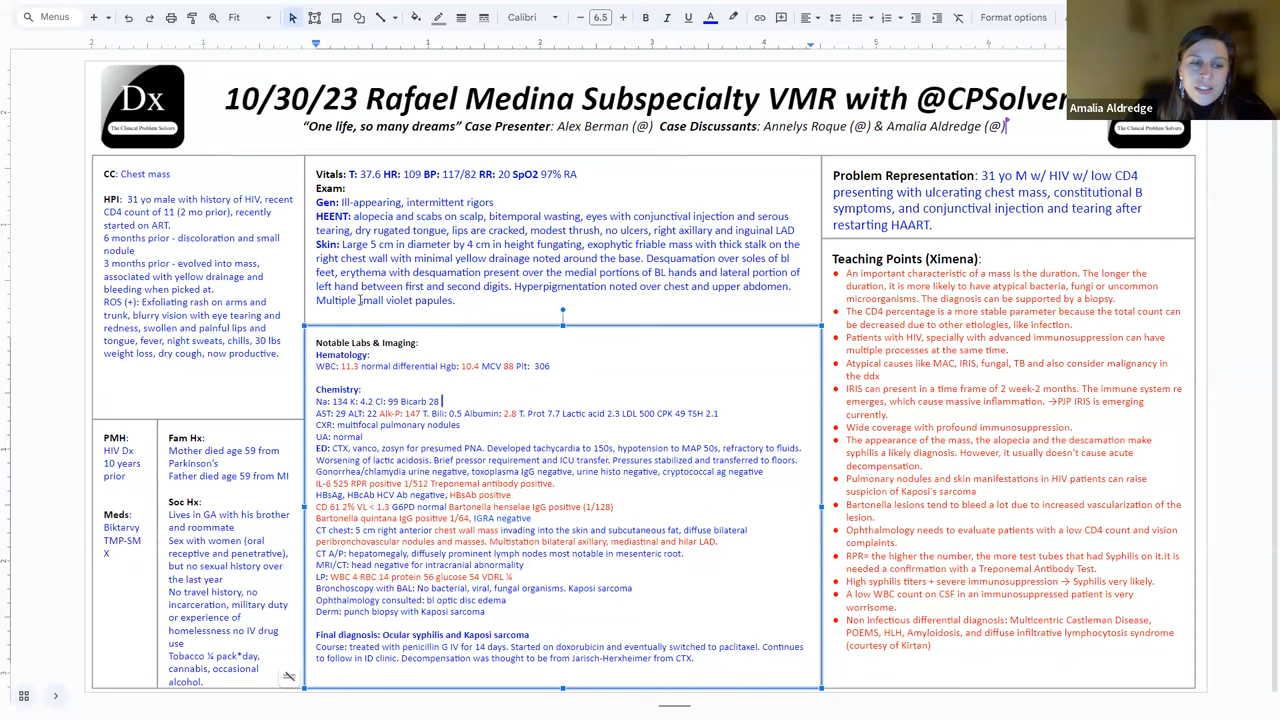 Menus
Fit
Calibri
6.5
Format options
2
1
1
2
3
4
5
6
Amalia Aldredge
Dx
The Clinical Problem Solvers
10/30/23 Rafael Medina Subspecialty VMR with @CPSolver
"One life, so many dreams" Case Presenter: Alex Berman (@) Case Discussants: Annelys Roque (@) & Amalia Aldredge (@)
The Clinical Problem Solvers
CC: Chest mass
HPI: 31 yo male with history of HIV, recent
CD4 count of 11 (2 mo prior), recently
started on ART.
6 months prior - discoloration and small
nodule
3 months prior - evolved into mass,
associated with yellow drainage and
bleeding when picked at.
ROS (+): Exfoliating rash on arms and
trunk, blurry vision with eye tearing and
redness, swollen and painful lips and
tongue, fever, night sweats, chills, 30 lbs
weight loss, dry cough, now productive.
PMH:
HIV Dx
10 years
prior
Meds:
Biktarvy
TMP-SM
X
Fam Hx:
Mother died age 59 from
Parkinson's
Father died age 59 from MI
Soc Hx:
Lives in GA with his brother
and roommate
Sex with women (oral
receptive and penetrative),
but no sexual history over
the last year
No travel history, no
incarceration, military duty
or experience of
homelessness no IV drug
use
Tobacco ¼ pack*day,
cannabis, occasional
alcohol.
Vitals: T: 37.6 HR: 109 BP: 117/82 RR: 20 SpO2 97% RA
Exam:
Gen: Ill-appearing, intermittent rigors
HEENT: alopecia and scabs on scalp, bitemporal wasting, eyes with conjunctival injection and serous
tearing, dry rugated tongue, lips are cracked, modest thrush, no ulcers, right axillary and inguinal LAD
Skin: Large 5 cm in diameter by 4 cm in height fungating, exophytic friable mass with thick stalk on the
right chest wall with minimal yellow drainage noted around the base. Desquamation over soles of bl
feet, erythema with desquamation present over the medial portions of BL hands and lateral portion of
left hand between first and second digits. Hyperpigmentation noted over chest and upper abdomen.
Multiple small violet papules.
Notable Labs & Imaging:
Hematology:
WBC: 11.3 normal differential Hgb: 10.4 MCV 88 Plt: 306
Chemistry:
Na: 134 K: 4.2 Cl: 99 Bicarb 28
AST: 29 ALT: 22 Alk-P: 147 T. Bili: 0.5 Albumin: 2.8 T. Prot 7.7 Lactic acid 2.3 LDL 500 CPK 49 TSH 2.1
CXR: multifocal pulmonary nodules
UA: normal
ED: CTX, vanco, zosyn for presumed PNA. Developed tachycardia to 150s, hypotension to MAP 50s, refractory to fluids.
Worsening of lactic acidosis. Brief pressor requirement and ICU transfer. Pressures stabilized and transferred to floors.
Gonorrhea/chlamydia urine negative, toxoplasma IgG negative, urine histo negative, cryptococcal ag negative
IL-6 525 RPR positive 1/512 Treponemal antibody positive.
HBsAg, HBcAb HCV Ab negative, HBsAb positive
CD 61 2% VL < 1.3 G6PD normal Bartonella henselae IgG positive (1/128)
Bartonella quintana IgG positive 1/64, IGRA negative
CT chest: 5 cm right anterior chest wall mass invading into the skin and subcutaneous fat, diffuse bilateral
peribronchovascular nodules and masses. Multistation bilateral axillary, mediastinal and hilar LAD.
CT A/P: hepatomegaly, diffusely prominent lymph nodes most notable in mesenteric root.
MRI/CT: head negative for intracranial abnormality
LP: WBC 4 RBC 14 protein 56 glucose 54 VDRL ¼
Bronchoscopy with BAL: No bacterial, viral, fungal organisms. Kaposi sarcoma
Ophthalmology consulted: bl optic disc edema
Derm: punch biopsy with Kaposi sarcoma
Final diagnosis: Ocular syphilis and Kaposi sarcoma
Course: treated with penicillin G IV for 14 days. Started on doxorubicin and eventually switched to paclitaxel. Continues
to follow in ID clinic. Decompensation was thought to be from Jarisch-Herxheimer from CTX.
Problem Representation: 31 yo M w/ HIV w/ low CD4
presenting with ulcerating chest mass, constitutional B
symptoms, and conjunctival injection and tearing after
restarting HAART.
Teaching Points (Ximena):
An important characteristic of a mass is the duration. The longer the
duration, it is more likely to have atypical bacteria, fungi or uncommon
microorganisms. The diagnosis can be supported by a biopsy.
The CD4 percentage is a more stable parameter because the total count can
be decreased due to other etiologies, like infection.
Patients with HIV, specially with advanced immunosuppression can have
multiple processes at the same time.
Atypical causes like MAC, IRIS, fungal, TB and also consider malignancy in
the ddx
IRIS can present in a time frame of 2 week-2 months. The immune system re
emerges, which cause massive inflammation. →PJP IRIS is emerging
currently.
Wide coverage with profound immunosuppression.
The appearance of the mass, the alopecia and the descamation make
syphilis a likely diagnosis. However, it usually doesn't cause acute
decompensation.
Pulmonary nodules and skin manifestations in HIV patients can raise
suspicion of Kaposi's sarcoma
Bartonella lesions tend to bleed a lot due to increased vascularization of the
lesion.
Ophthalmology needs to evaluate patients with a low CD4 count and vision
complaints.
RPR= the higher the number, the more test tubes that had Syphilis on it.It is
needed a confirmation with a Treponemal Antibody Test.
High syphilis titers + severe immunosuppression → Syphilis very likely.
A low WBC count on CSF in an immunosuppressed patient is very
worrisome.
Non infectious differential diagnosis: Multicentric Castleman Disease,
POEMS, HLH, Amyloidosis, and diffuse infiltrative lymphocytosis syndrome
(courtesy of Kirtan)